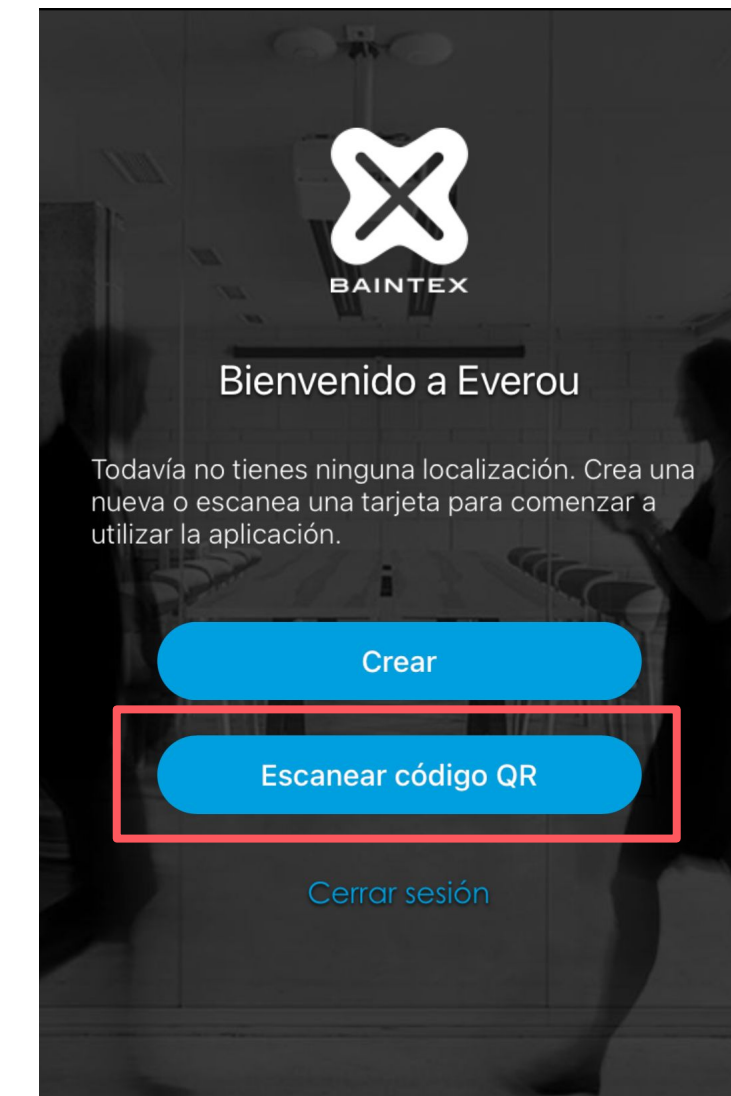 BAINTEX
Bienvenido a Everou
Todavía no tienes ninguna localización. Crea una
nueva o escanea una tarjeta para comenzar a
utilizar la aplicación.
Crear
Escanear código QR
Cerrar sesión